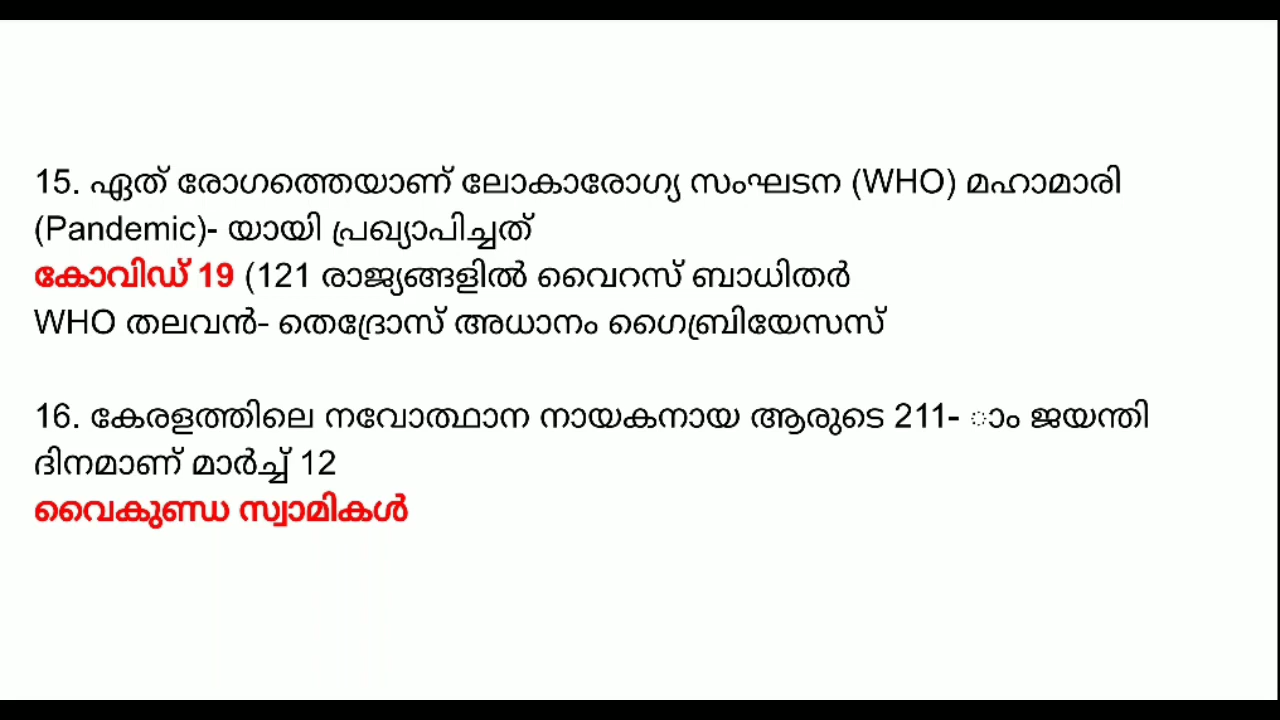 15. ഏത് രോഗത്തെയാണ് ലോകാരോഗ്യ സംഘടന (WHO) മഹാമാരി
(Pandemic)- യായി പ്രഖ്യാപിച്ചത്
കോവിഡ് 19 (121 രാജ്യങ്ങളിൽ വൈറസ് ബാധിതർ
WHO തലവൻ- തെദ്രോസ് അധാനം ഗൈബ്രിയേസസ്
16. കേരളത്തിലെ നവോത്ഥാന നായകനായ ആരുടെ 211- ാം ജയന്തി
ദിനമാണ് മാർച്ച് 12
വൈകുണ്ഡ സ്വാമികൾ